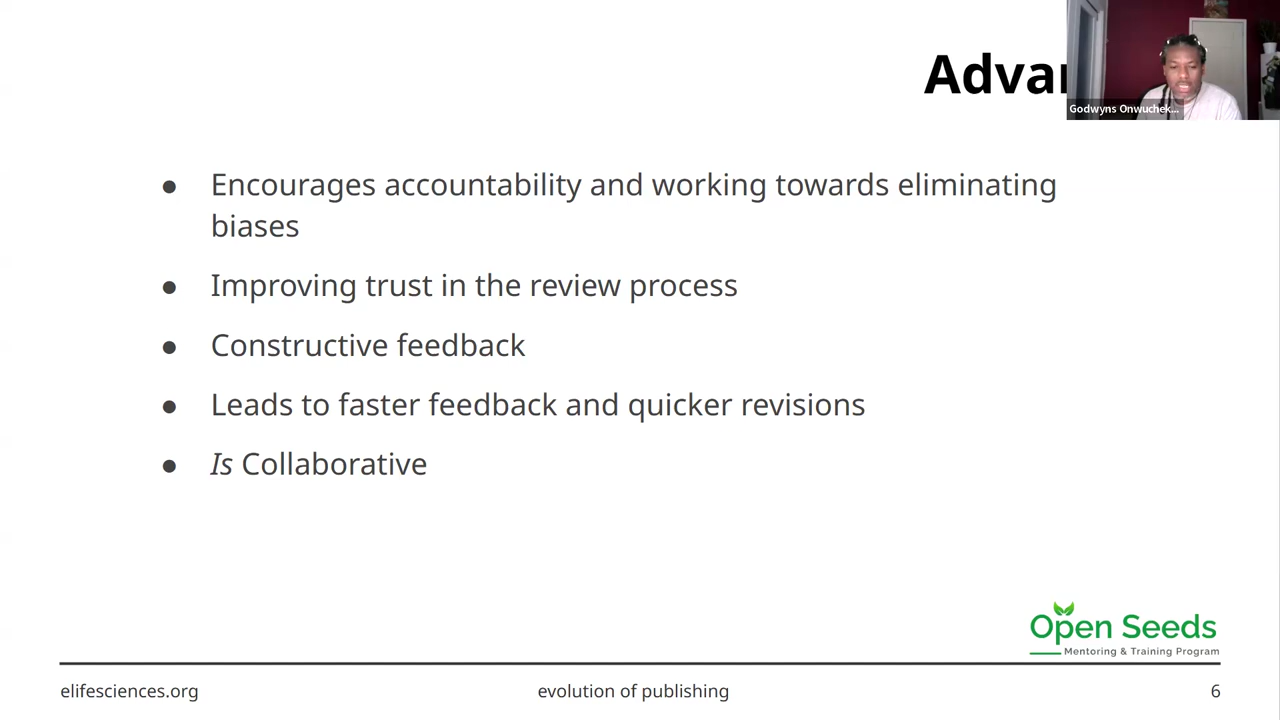 Advan
Godwyns Onwuchek...
● Encourages accountability and working towards eliminating
biases
● Improving trust in the review process
● Constructive feedback
● Leads to faster feedback and quicker revisions
● Is Collaborative
Open Seeds
Mentoring & Training Program
elifesciences.org
evolution of publishing
6